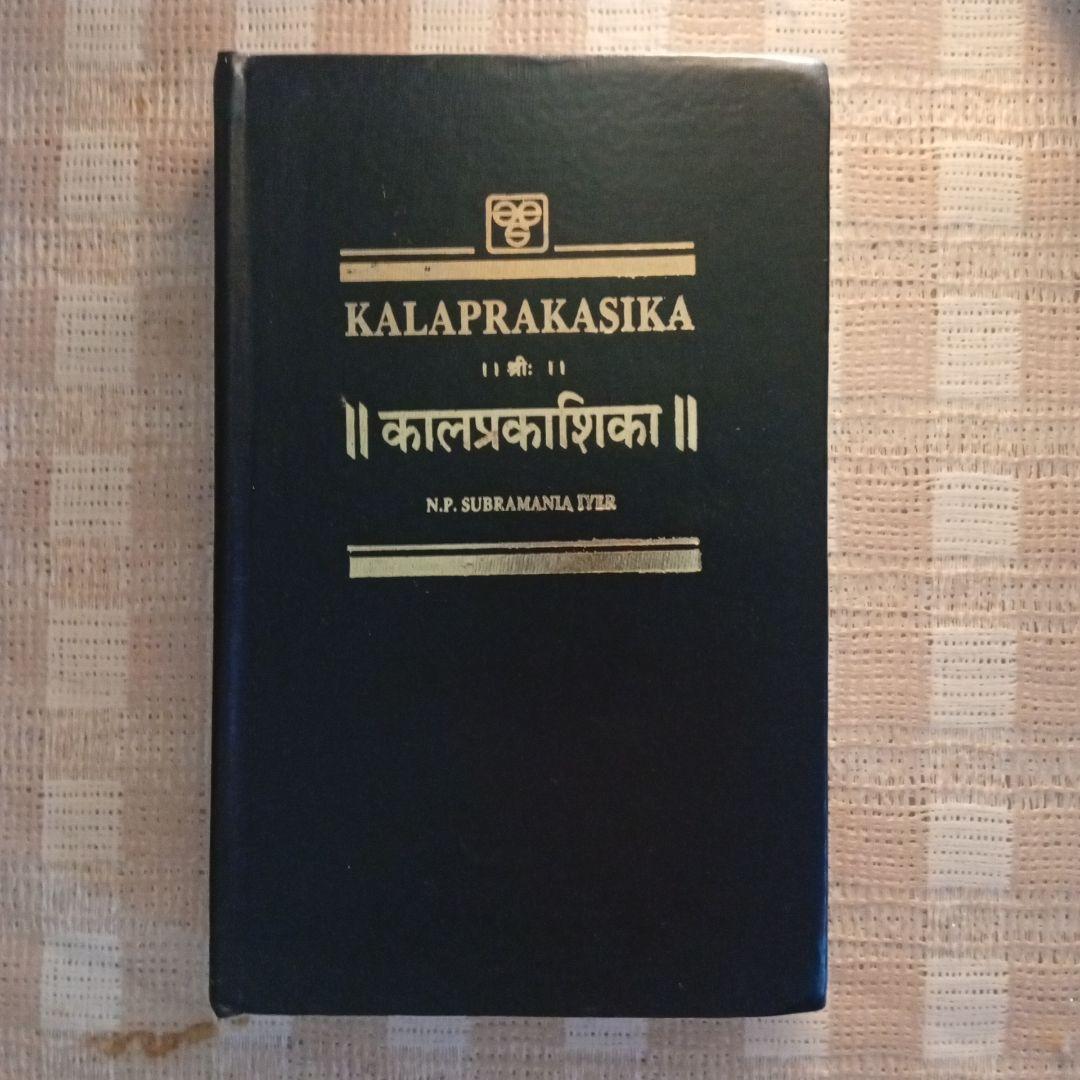 KALAPRAKASIKA
।। श्रीः ।।
॥ कालप्रकाशिका ॥
N.P. SUBRAMANIA IYER